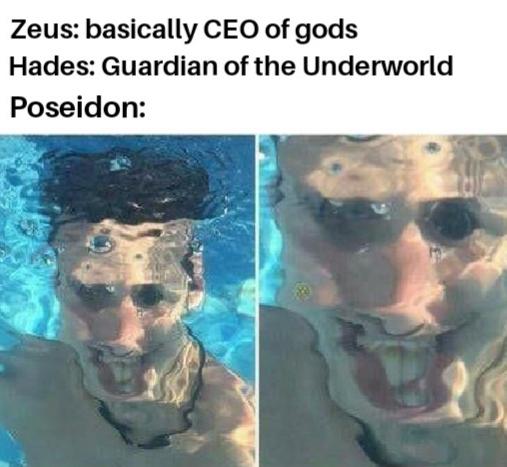 Zeus: basically CEO of gods
Hades: Guardian of the Underworld
Poseidon: